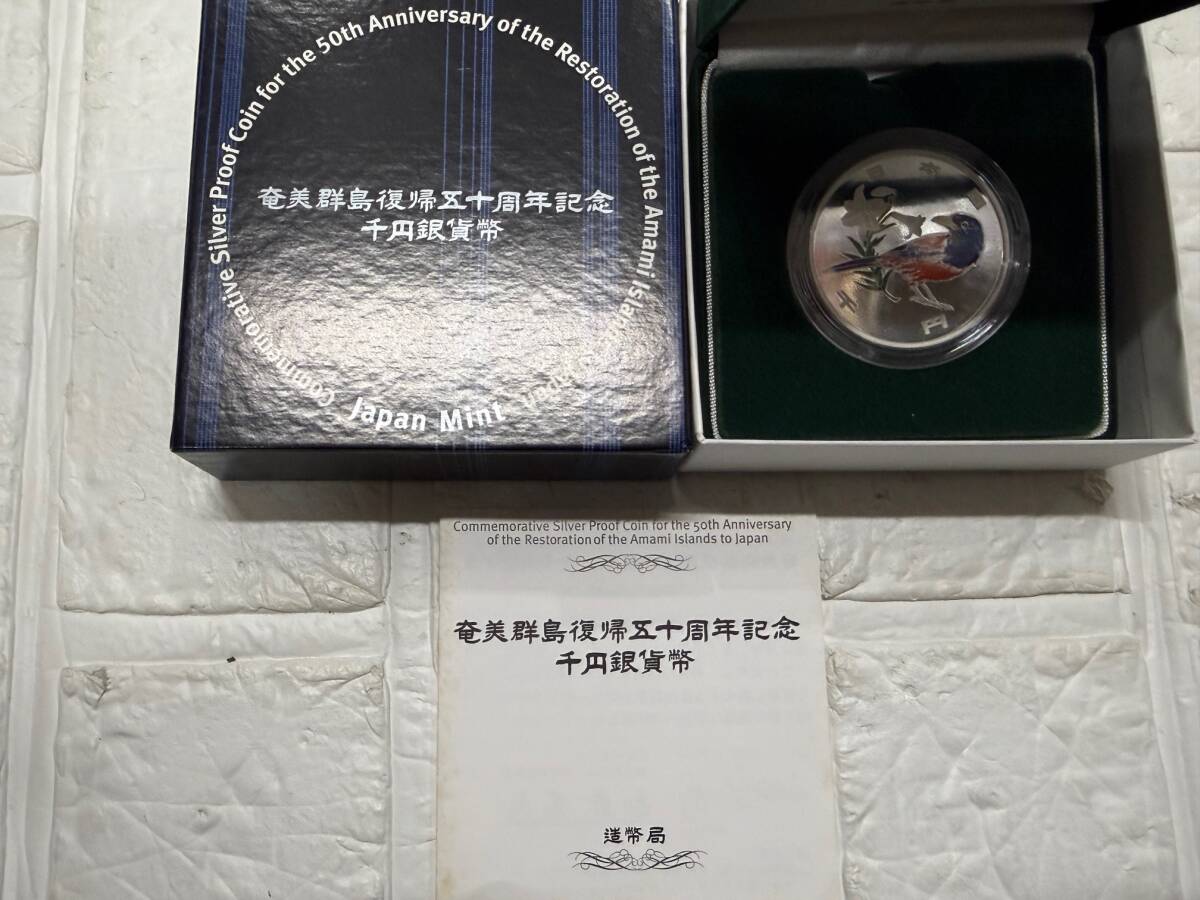 Commemorative Silver Proof Coin for the 50th Anniversary of the Restoration of the Amami Islands Japan
奄美群島復帰五十周年記念
千円銀貨幣
Japan Mint
千円
Commemorative Silver Proof Coin for the 50th Anniversary
of the Restoration of the Amami Islands to Japan
奄美群島復帰五十周年記念
千円銀貨幣
造幣局